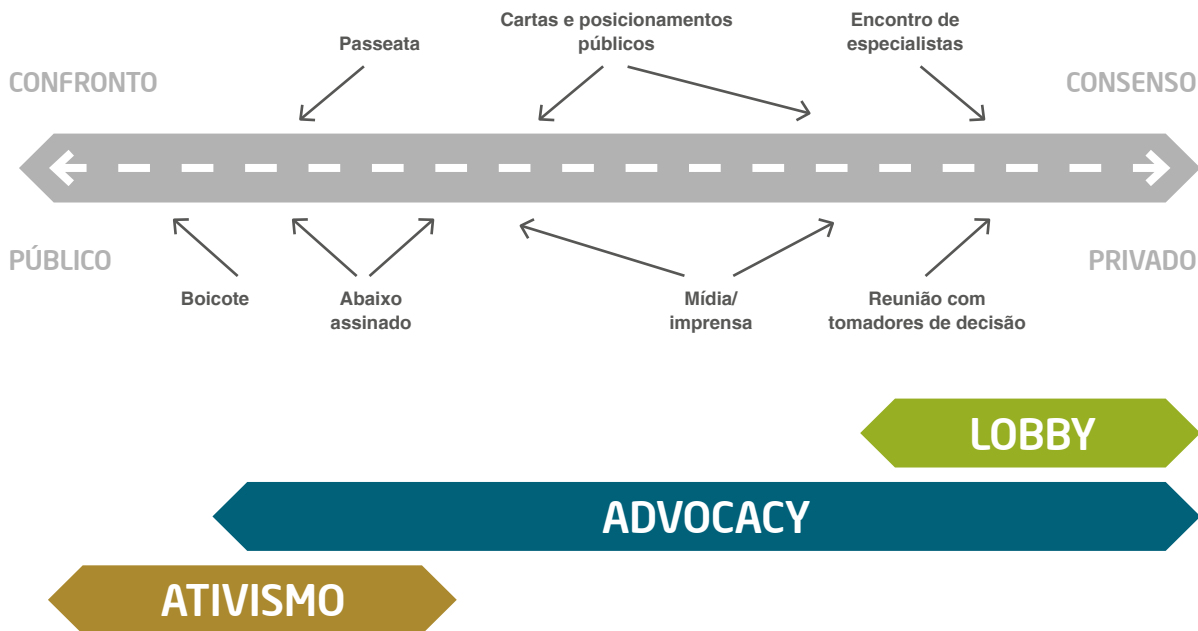 Passeata
Cartas e posicionamentos
públicos
Encontro de
especialistas
CONFRONTO
CONSENSO
PÚBLICO
PRIVADO
Boicote
Abaixo
assinado
Mídia/
imprensa
Reunião com
tomadores de decisão
LOBBY
ADVOCACY
ATIVISMO